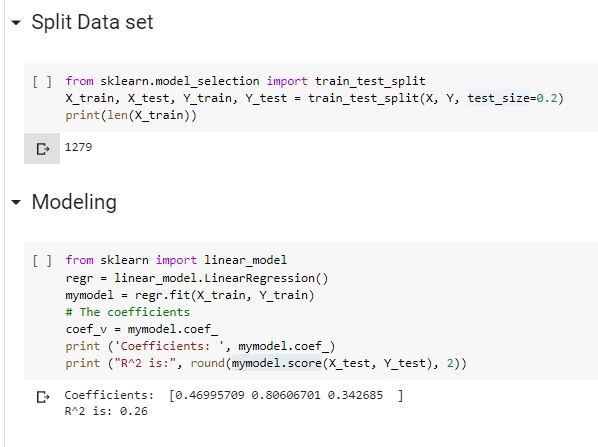 Split Data set
[ ] from sklearn.model_selection import train_test_split
X_train, X_test, Y_train, Y_test = train_test_split(X, Y, test_size=0.2)
print(len(X_train))
1279
Modeling
[ ] from sklearn import linear_model
regr = linear_model.LinearRegression()
mymodel = regr.fit(X_train, Y_train)
# The coefficients
coef_v = mymodel.coef_
print ('Coefficients: ', mymodel.coef_)
print ("R^2 is:", round(mymodel.score(X_test, Y_test), 2))
Coefficients:  [0.46995709 0.80606701 0.342685  ]
R^2 is: 0.26